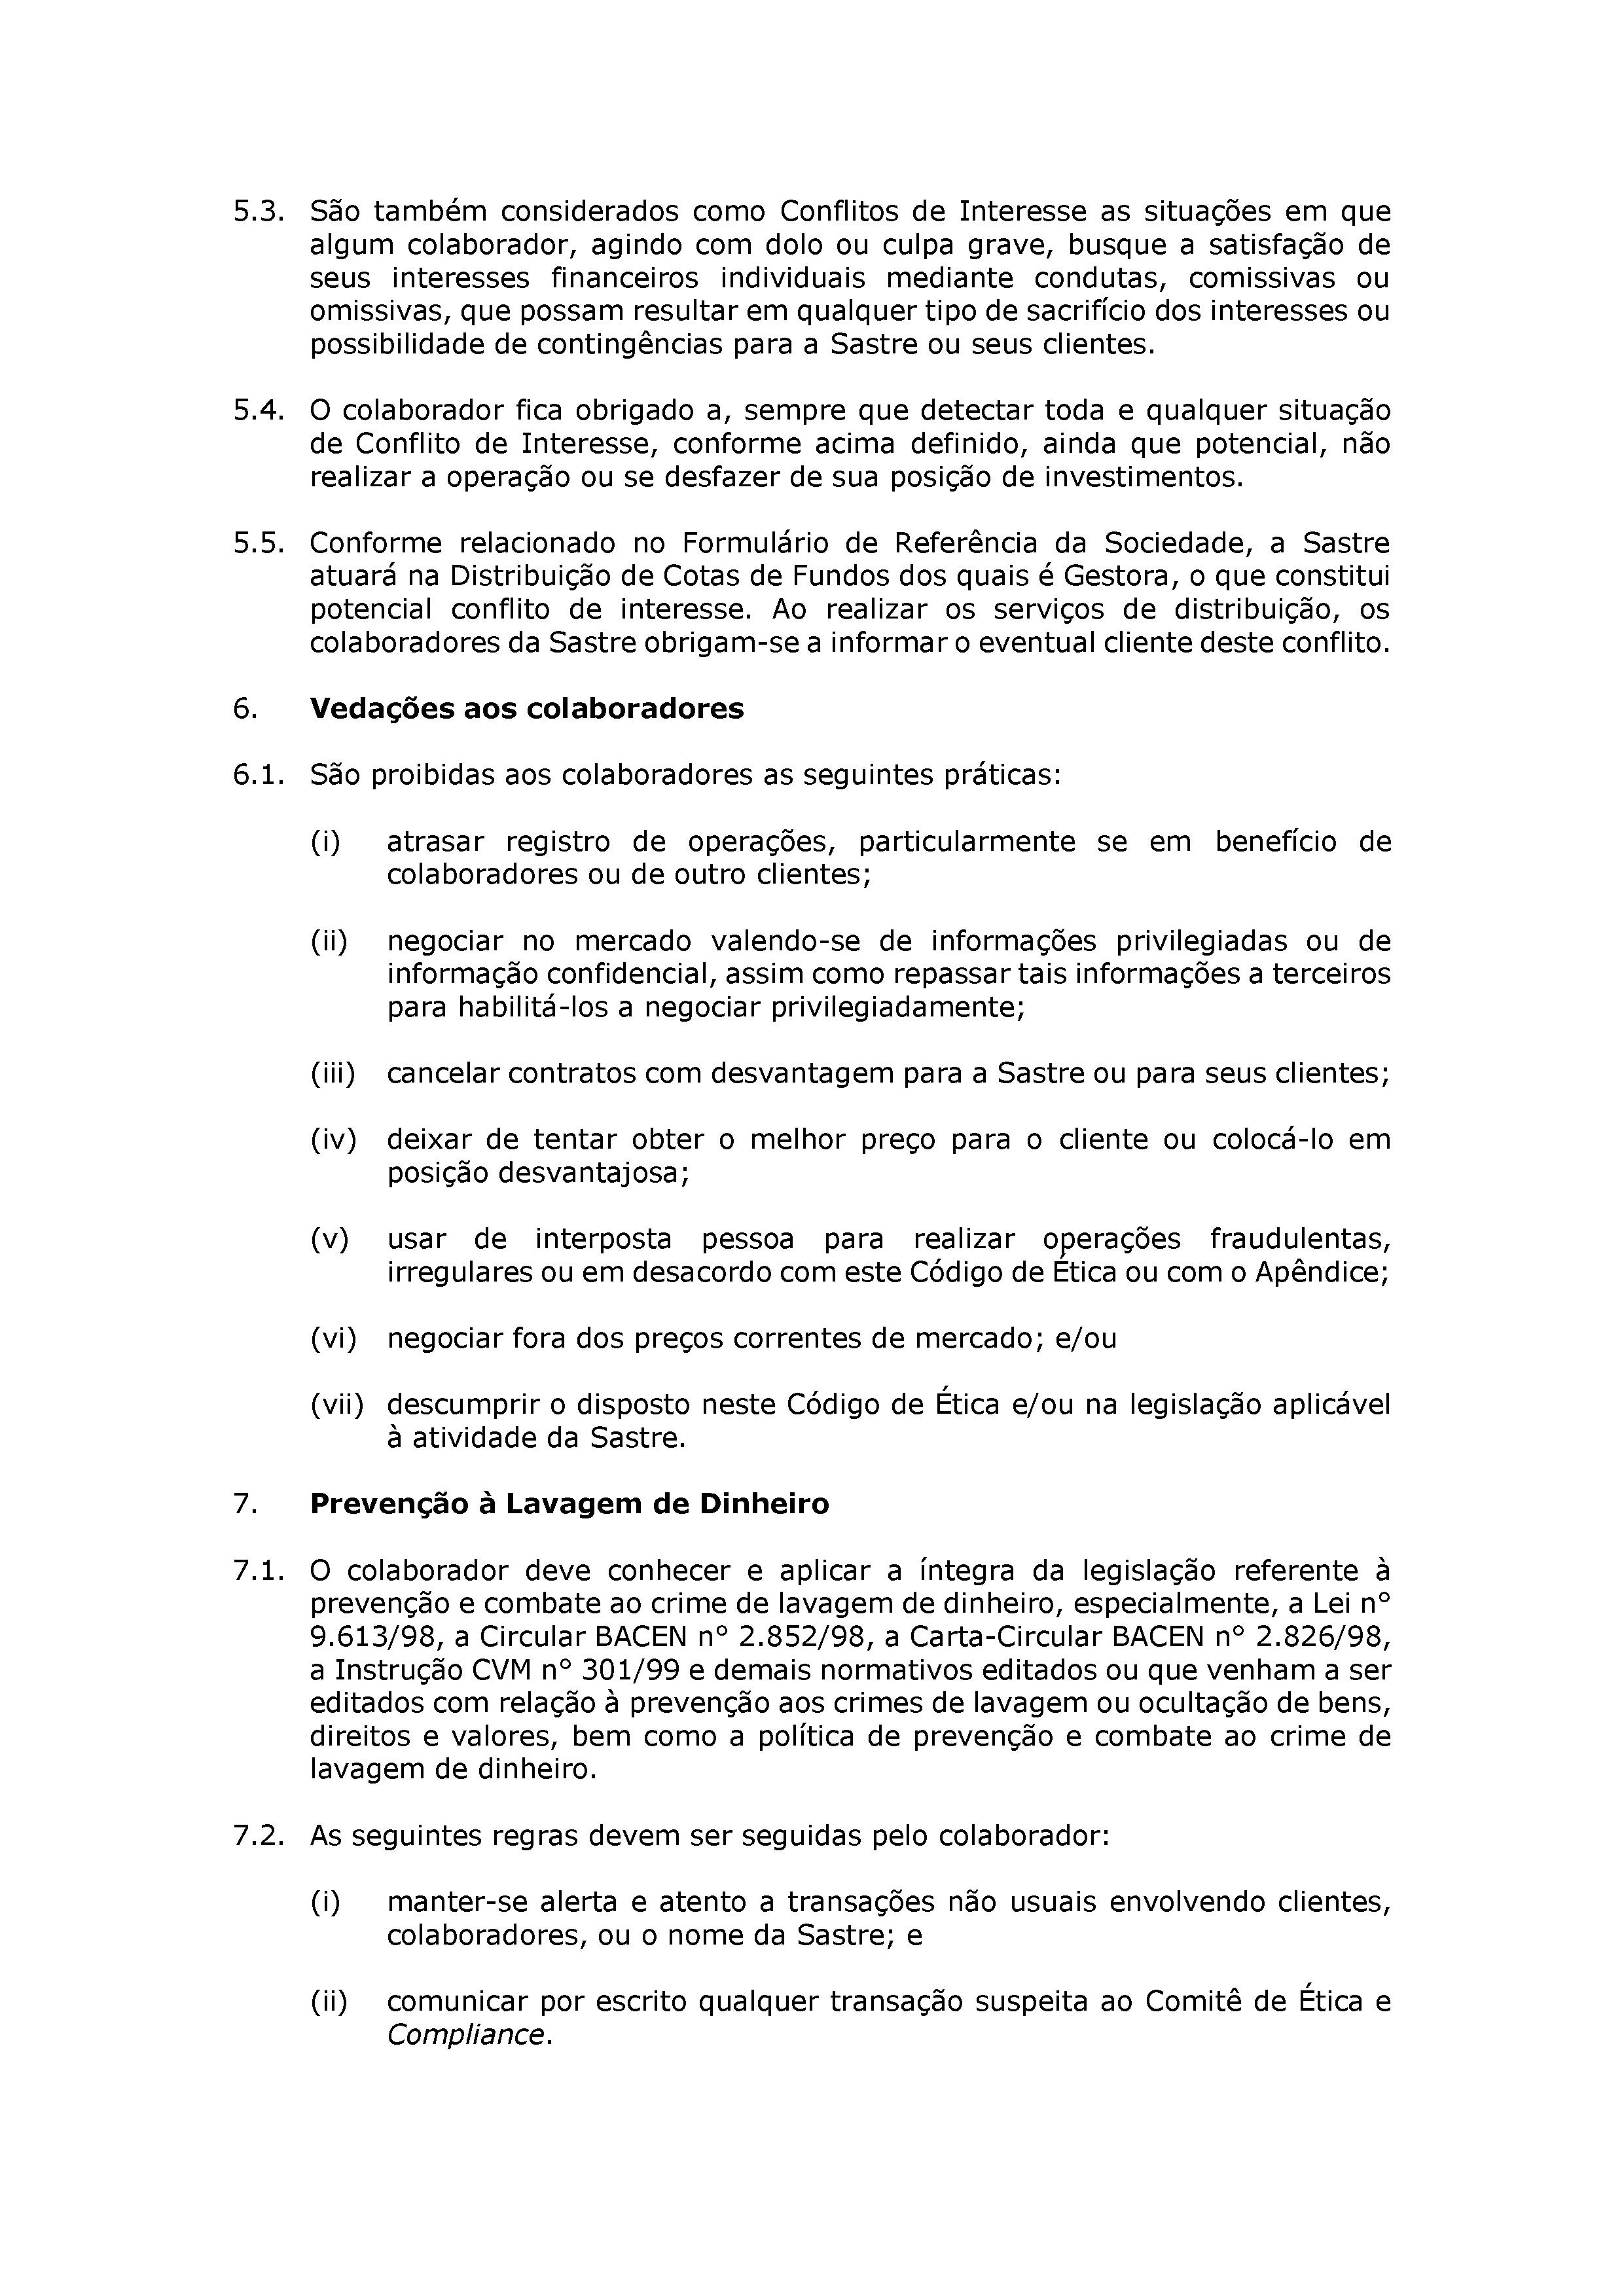 5.3. São também considerados como Conflitos de Interesse as situações em que
algum colaborador, agindo com dolo ou culpa grave, busque a satisfação de
seus interesses financeiros individuais mediante condutas, comissivas ou
omissivas, que possam resultar em qualquer tipo de sacrifício dos interesses ou
possibilidade de contingências para a Sastre ou seus clientes.
5.4. O colaborador fica obrigado a, sempre que detectar toda e qualquer situação
de Conflito de Interesse, conforme acima definido, ainda que potencial, não
realizar a operação ou se desfazer de sua posição de investimentos.
5.5. Conforme relacionado no Formulário de Referência da Sociedade, a Sastre
atuará na Distribuição de Cotas de Fundos dos quais é Gestora, o que constitui
potencial conflito de interesse. Ao realizar os serviços de distribuição, os
colaboradores da Sastre obrigam-se a informar o eventual cliente deste conflito.
6. Vedações aos colaboradores
6.1. São proibidas aos colaboradores as seguintes práticas:
(i) atrasar registro de operações, particularmente se em benefício de
colaboradores ou de outro clientes;
(ii) negociar no mercado valendo-se de informações privilegiadas ou de
informação confidencial, assim como repassar tais informações a terceiros
para habilitá-los a negociar privilegiadamente;
(iii) cancelar contratos com desvantagem para a Sastre ou para seus clientes;
(iv) deixar de tentar obter o melhor preço para o cliente ou colocá-lo em
posição desvantajosa;
(v) usar de interposta pessoa para realizar operações fraudulentas,
irregulares ou em desacordo com este Código de Ética ou com o Apêndice;
(vi) negociar fora dos preços correntes de mercado; e/ou
(vii) descumprir o disposto neste Código de Ética e/ou na legislação aplicável
à atividade da Sastre.
7. Prevenção à Lavagem de Dinheiro
7.1. O colaborador deve conhecer e aplicar a íntegra da legislação referente à
prevenção e combate ao crime de lavagem de dinheiro, especialmente, a Lei n°
9.613/98, a Circular BACEN n° 2.852/98, a Carta-Circular BACEN n° 2.826/98,
a Instrução CVM n° 301/99 e demais normativos editados ou que venham a ser
editados com relação à prevenção aos crimes de lavagem ou ocultação de bens,
direitos e valores, bem como a política de prevenção e combate ao crime de
lavagem de dinheiro.
7.2. As seguintes regras devem ser seguidas pelo colaborador:
(i) manter-se alerta e atento a transações não usuais envolvendo clientes,
colaboradores, ou o nome da Sastre; e
(ii) comunicar por escrito qualquer transação suspeita ao Comitê de Ética e
Compliance.